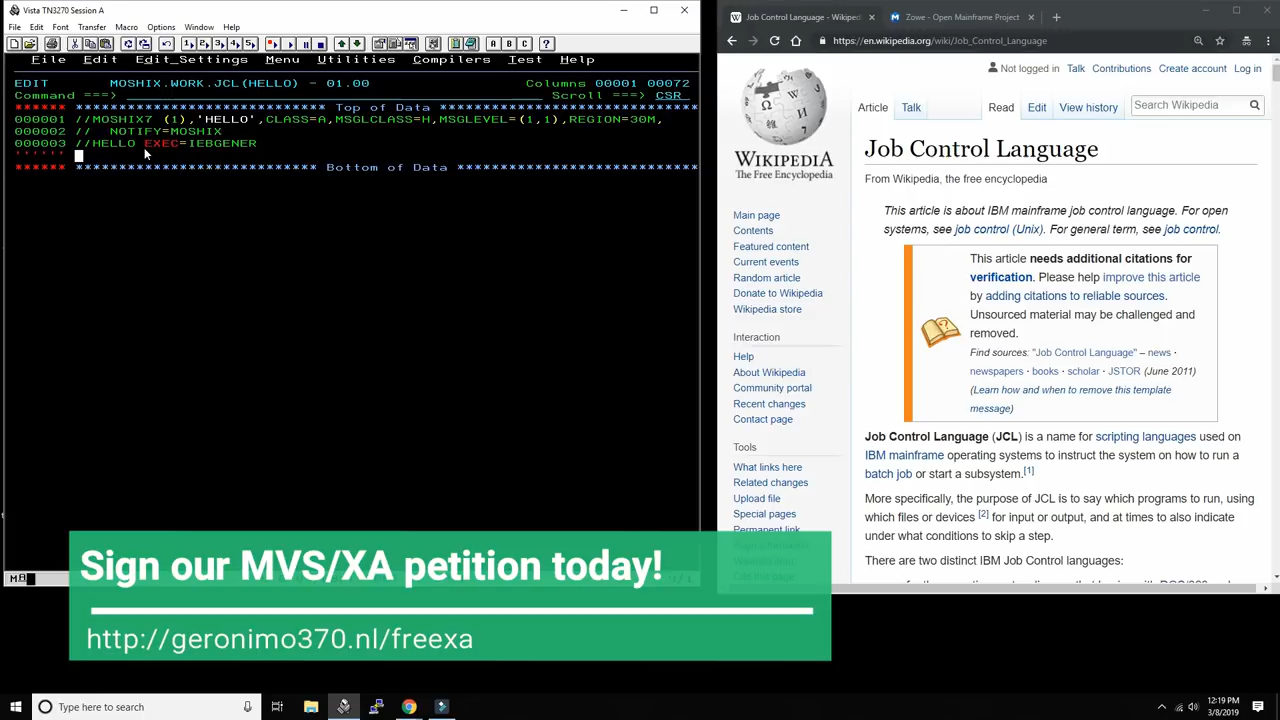 Vista TN3270 Session A
File Edit Font Transfer Macro Options Window Help
A B C ?
File Edit Edit_Settings Menu Utilities Compilers Test Help
EDIT MOSHIX.WORK.JCL(HELLO) - 01.00 Columns 00001 00072
Command ===> Scroll ===> CSR
****** **************************** Top of Data ****************************
000001 //MOSHIX7 (1),'HELLO',CLASS=A,MSGLCLASS=H,MSGLEVEL=(1,1),REGION=30M,
000002 // NOTIFY=MOSHIX
000003 //HELLO EXEC=IEBGENER
''''''
****** *************************** Bottom of Data ***************************
Job Control Language - Wikiped
Zowe - Open Mainframe Project
https://en.wikipedia.org/wiki/Job_Control_Language
WIKIPEDIA
The Free Encyclopedia
Main page
Contents
Featured content
Current events
Random article
Donate to Wikipedia
Wikipedia store
Interaction
Help
About Wikipedia
Community portal
Recent changes
Contact page
Tools
What links here
Related changes
Upload file
Special pages
Permanent link
Not logged in Talk Contributions Create account Log in
Article Talk Read Edit View history Search Wikipedia
Job Control Language
From Wikipedia, the free encyclopedia
This article is about IBM mainframe job control language. For open
systems, see job control (Unix). For general term, see job control.
This article needs additional citations for
verification. Please help improve this article
by adding citations to reliable sources.
Unsourced material may be challenged and
removed.
Find sources: "Job Control Language" – news ·
newspapers · books · scholar · JSTOR (June 2011)
(Learn how and when to remove this template
message)
Job Control Language (JCL) is a name for scripting languages used on
IBM mainframe operating systems to instruct the system on how to run a
batch job or start a subsystem.[1]
More specifically, the purpose of JCL is to say which programs to run, using
which files or devices [2] for input or output, and at times to also indicate
under what conditions to skip a step.
There are two distinct IBM Job Control languages:
Sign our MVS/XA petition today!
http://geronimo370.nl/freexa
Type here to search
12:19 PM
3/8/2019